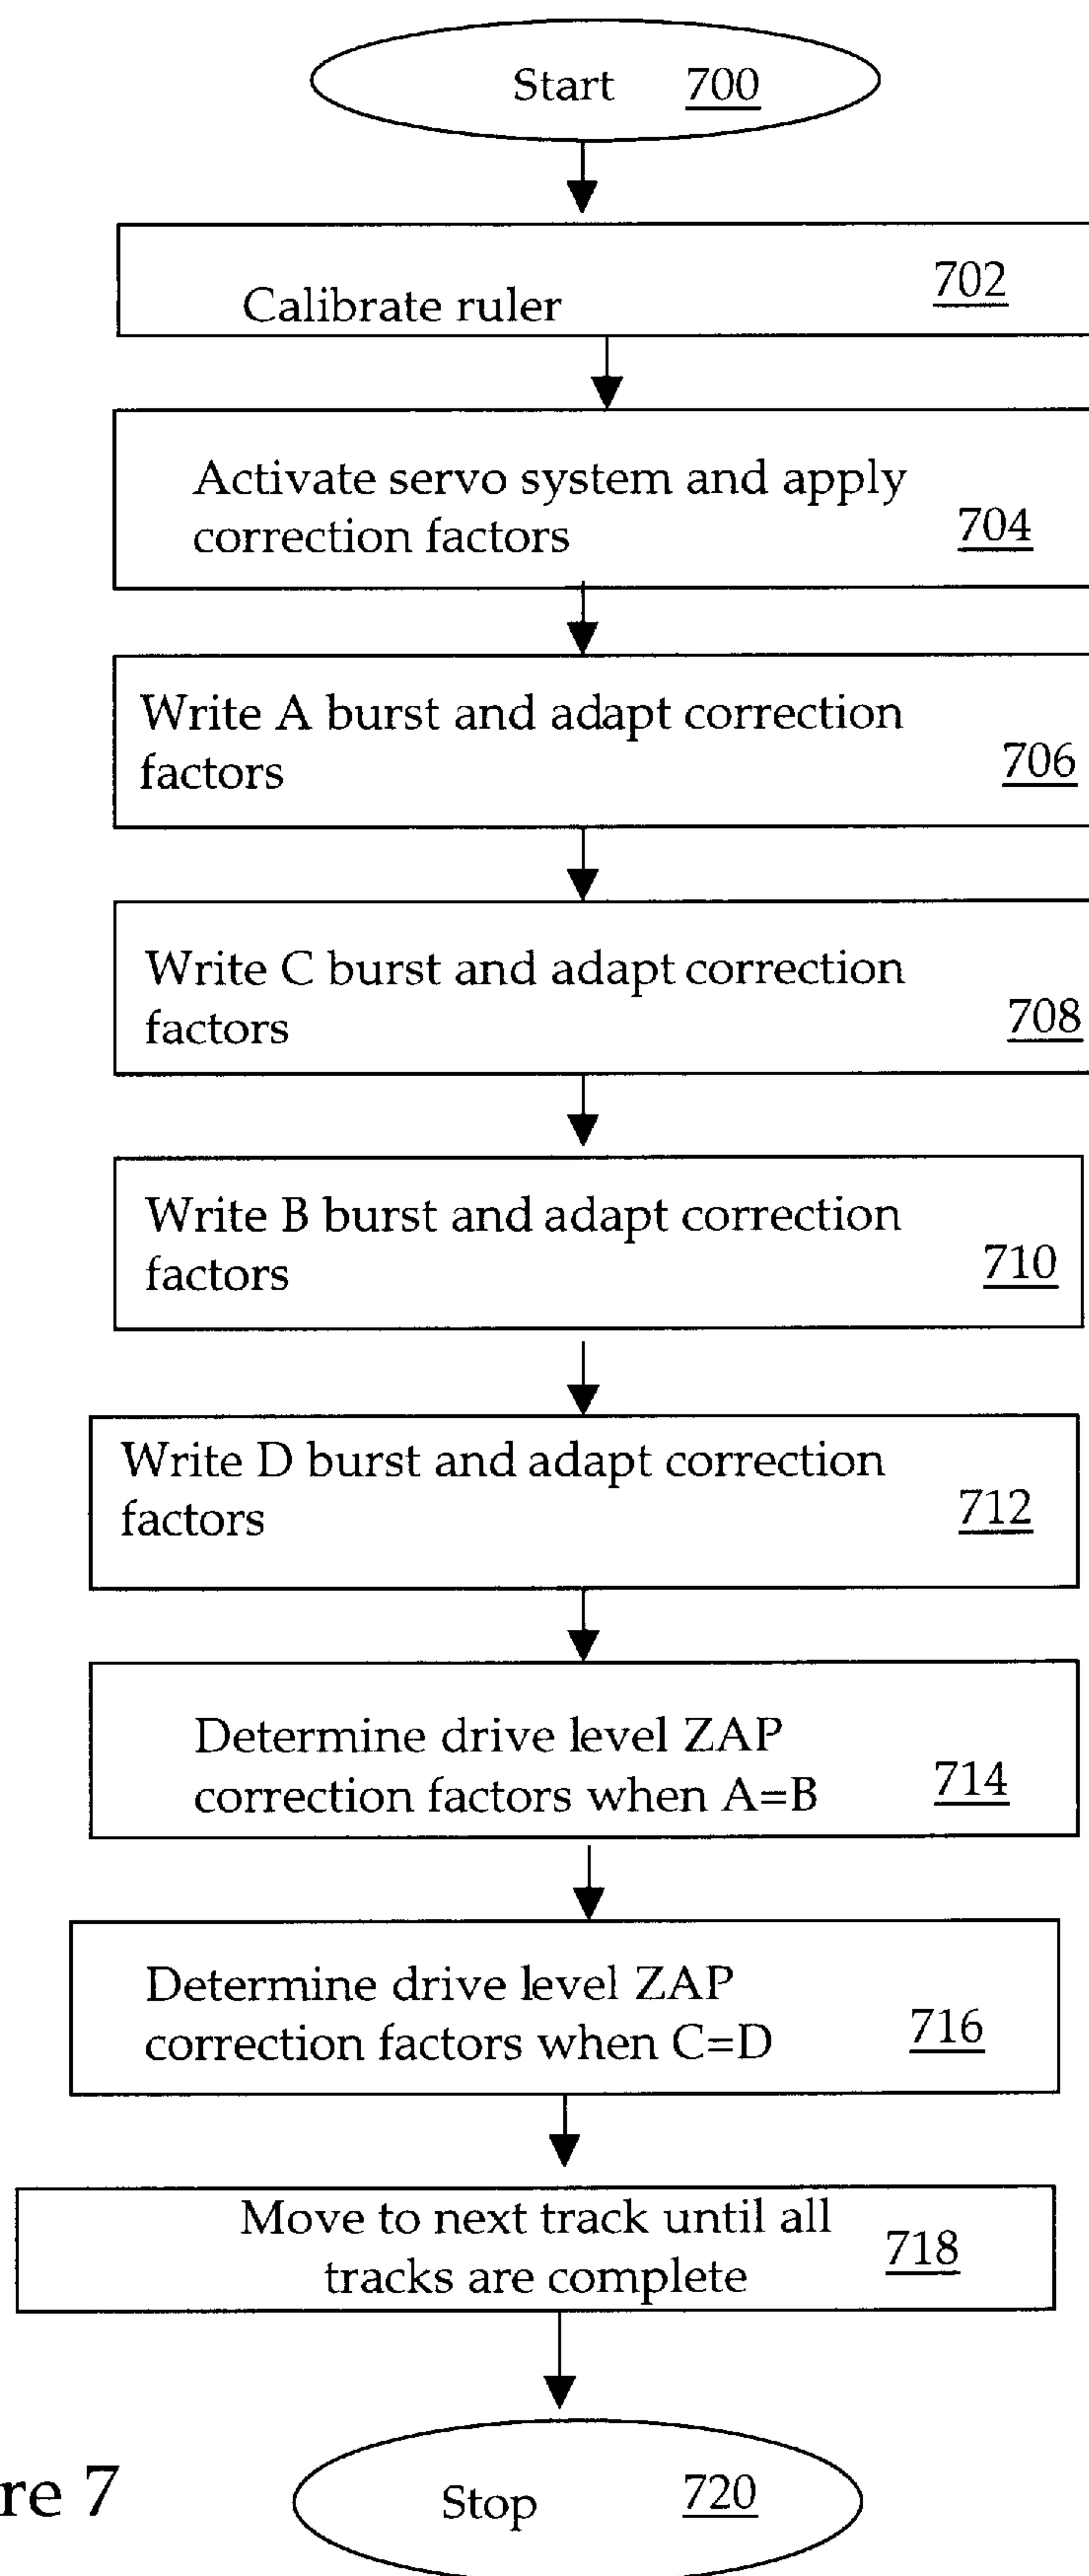 Start 700
Calibrate ruler 702
Activate servo system and apply
correction factors 704
Write A burst and adapt correction
factors 706
Write C burst and adapt correction
factors 708
Write B burst and adapt correction
factors 710
Write D burst and adapt correction
factors 712
Determine drive level ZAP
correction factors when A=B 714
Determine drive level ZAP
correction factors when C=D 716
Move to next track until all
tracks are complete 718
re 7
Stop 720